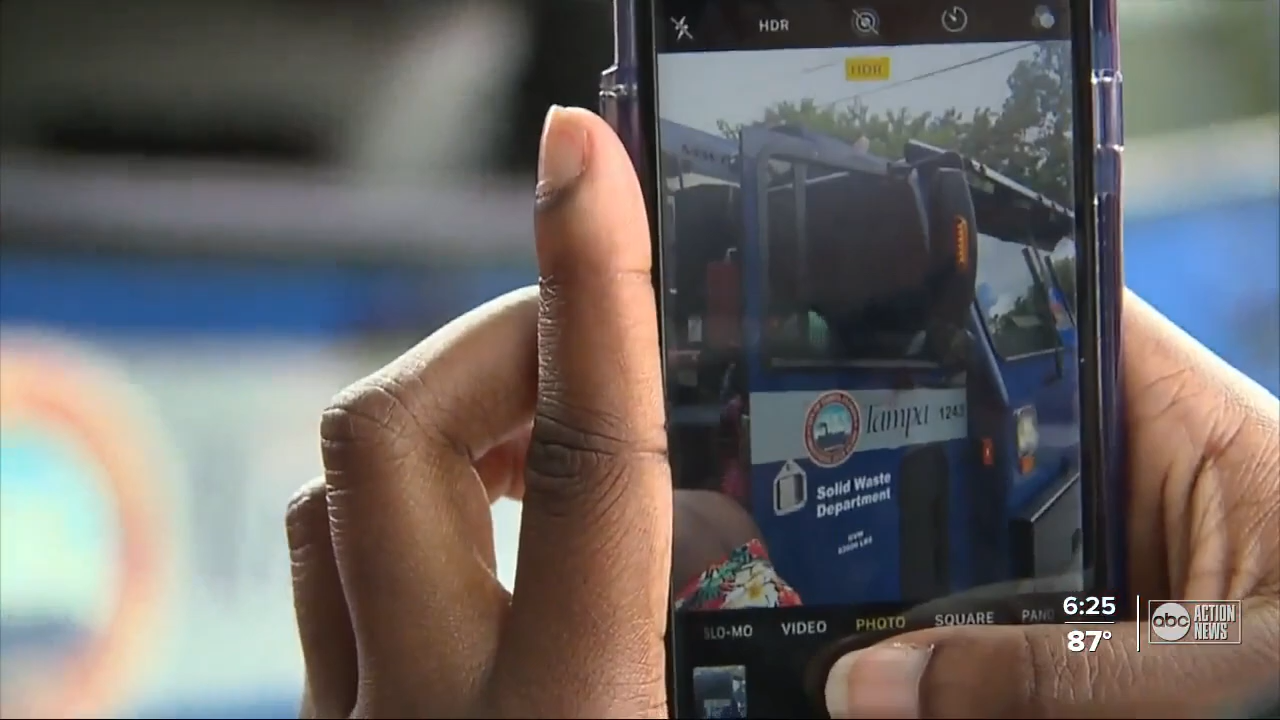 HDR
HDR
Tampa 1243
Solid Waste
Department
GVW
SLO-MO VIDEO PHOTO SQUARE PANO
6:25
87°
abc ACTION
NEWS